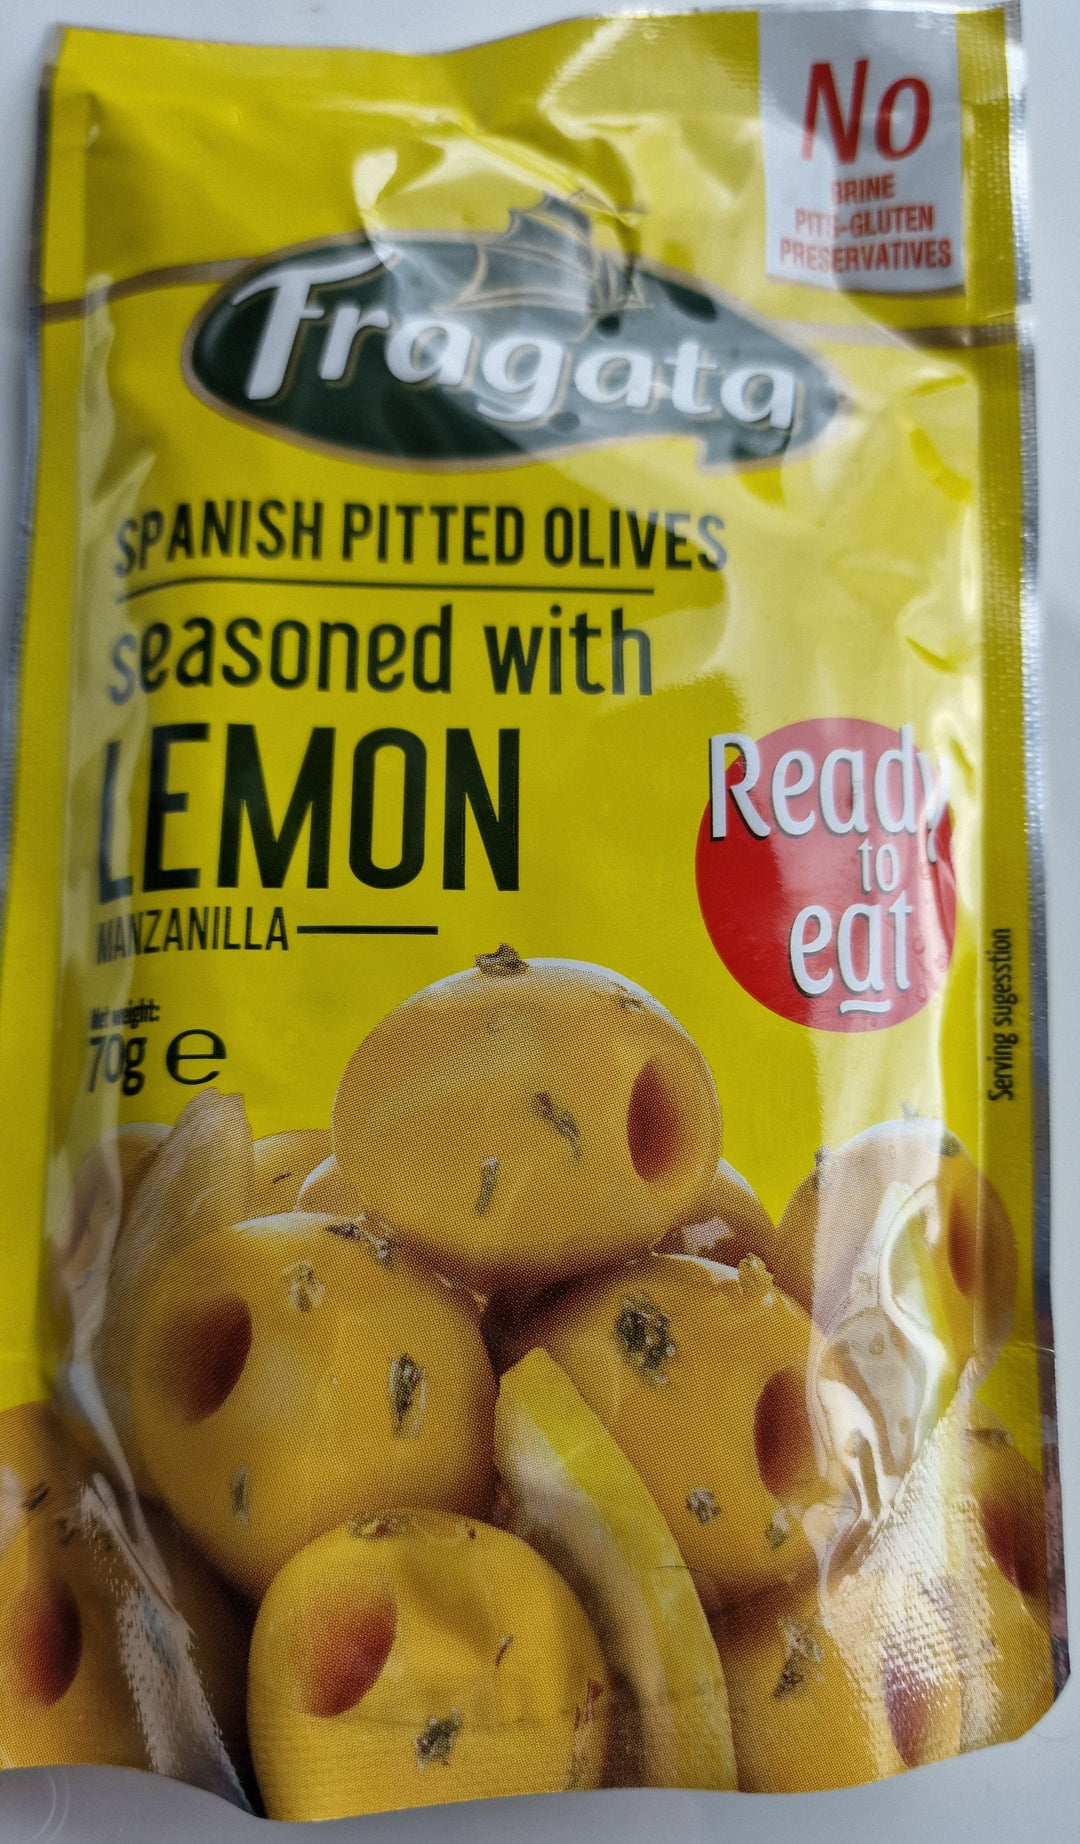 No
BRINE
PITS-GLUTEN
PRESERVATIVES
Fragata
SPANISH PITTED OLIVES
seasoned with
LEMON
MANZANILLA
Ready
to
eat
Net weight:
70g e
Serving sugesstion